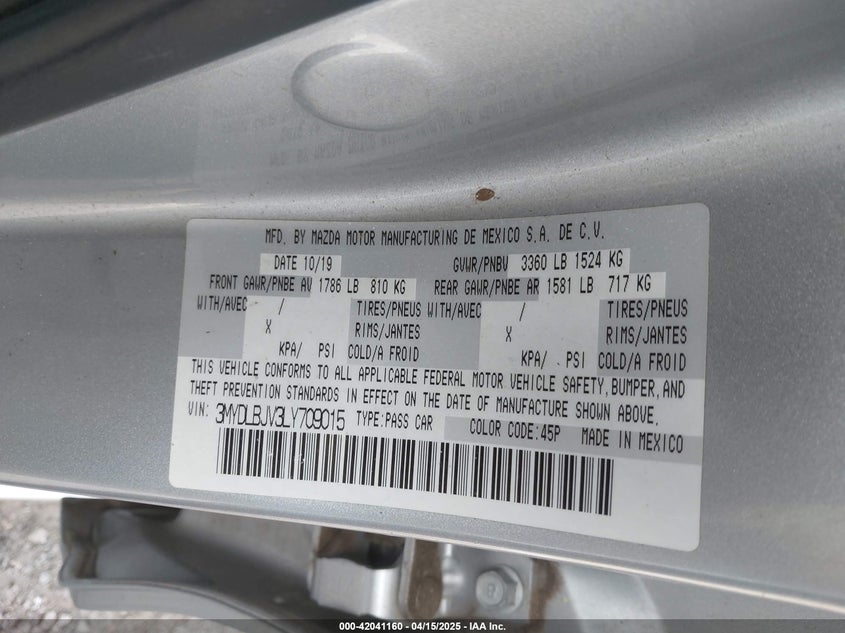 MFD. BY MAZDA MOTOR MANUFACTURING DE MEXICO S.A. DE C.V.
DATE 10/19 GVWR/PNBV 3360 LB 1524 KG
FRONT GAWR/PNBE AV 1786 LB 810 KG REAR GAWR/PNBE AR 1581 LB 717 KG
WITH/AVEC / TIRES/PNEUS WITH/AVEC / TIRES/PNEUS
X RIMS/JANTES X RIMS/JANTES
KPA/ PSI COLD/A FROID KPA/ PSI COLD/A FROID
THIS VEHICLE CONFORMS TO ALL APPLICABLE FEDERAL MOTOR VEHICLE SAFETY, BUMPER, AND
THEFT PREVENTION STANDARDS IN EFFECT ON THE DATE OF MANUFACTURE SHOWN ABOVE.
VIN: 3MYDLBJV3LY709015 TYPE:PASS CAR COLOR CODE:45P MADE IN MEXICO
000-42041160 - 04/15/2025 - IAA Inc.